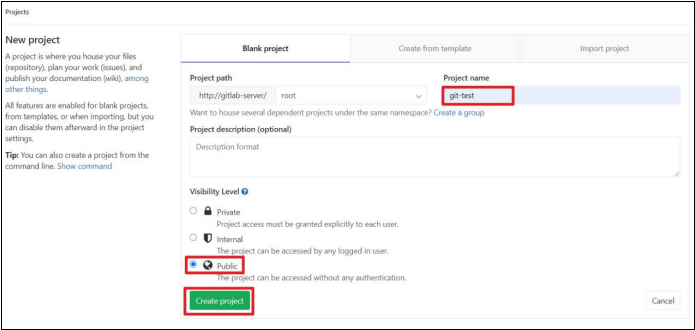 Projects
New project
A project is where you house your files
(repository), plan your work (issues), and
publish your documentation (wiki), among
other things.
All features are enabled for blank projects,
from templates, or when importing, but you
can disable them afterward in the project
settings.
Tip: You can also create a project from the
command line. Show command
Blank project
Create from template
Import project
Project path
Project name
http://gitlab-server/
root
git-test
Want to house several dependent projects under the same namespace? Create a group
Project description (optional)
Description format
Visibility Level
Private
Project access must be granted explicitly to each user.
Internal
The project can be accessed by any logged in user.
Public
The project can be accessed without any authentication.
Create project
Cancel